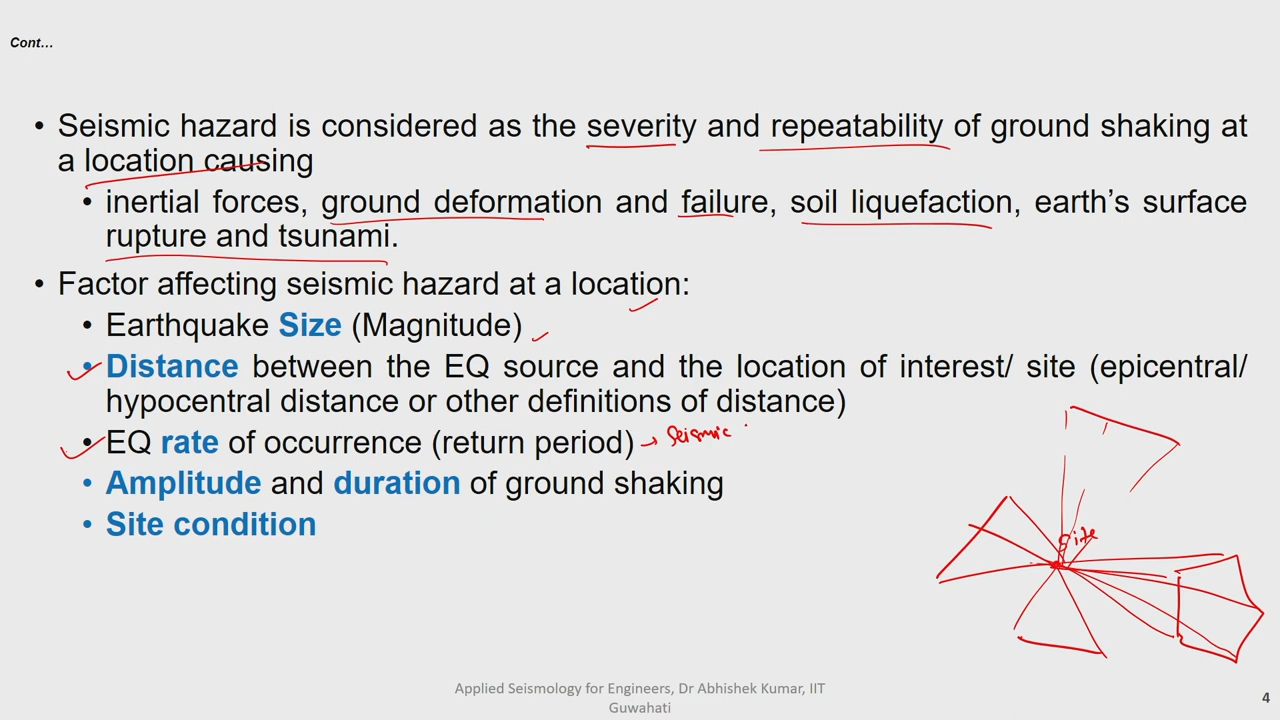 Cont...
• Seismic hazard is considered as the severity and repeatability of ground shaking at
a location causing
• inertial forces, ground deformation and failure, soil liquefaction, earth's surface
rupture and tsunami.
• Factor affecting seismic hazard at a location:
• Earthquake Size (Magnitude)
• Distance between the EQ source and the location of interest/ site (epicentral/
hypocentral distance or other definitions of distance)
• EQ rate of occurrence (return period) → Seismic
• Amplitude and duration of ground shaking
• Site condition
Site
Applied Seismology for Engineers, Dr Abhishek Kumar, IIT
Guwahati
4